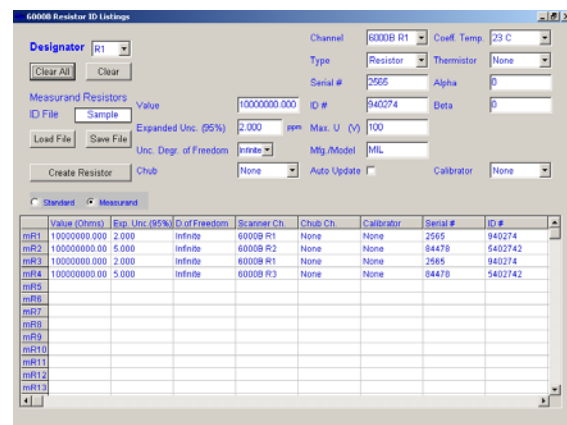 6000B Resistor ID Listings
Designator R1
Channel 6000B R1 Coeff. Temp. 23 C
Type Resistor Thermistor None
Clear All Clear
Serial # 2565 Alpha 0
Measurand Resistors
Value 10000000.000 ID # 940274 Beta 0
ID File Sample
Expanded Unc. (95%) 2.000 ppm Max. U (V) 100
Load File Save File
Unc. Degr. of Freedom Infinite Mfg./Model MIL
Create Resistor Chub None Auto Update Calibrator None
Standard Measurand
Value (Ohms) Exp. Unc (95%) D.of Freedom Scanner Ch. Chub Ch. Calibrator Serial # ID #
mR1 10000000.000 2.000 Infinite 6000B R1 None None 2565 940274
mR2 100000000.00 5.000 Infinite 6000B R2 None None 84478 5402742
mR3 10000000.000 2.000 Infinite 6000B R1 None None 2565 940274
mR4 100000000.00 5.000 Infinite 6000B R3 None None 84478 5402742
mR5
mR6
mR7
mR8
mR9
mR10
mR11
mR12
mR13